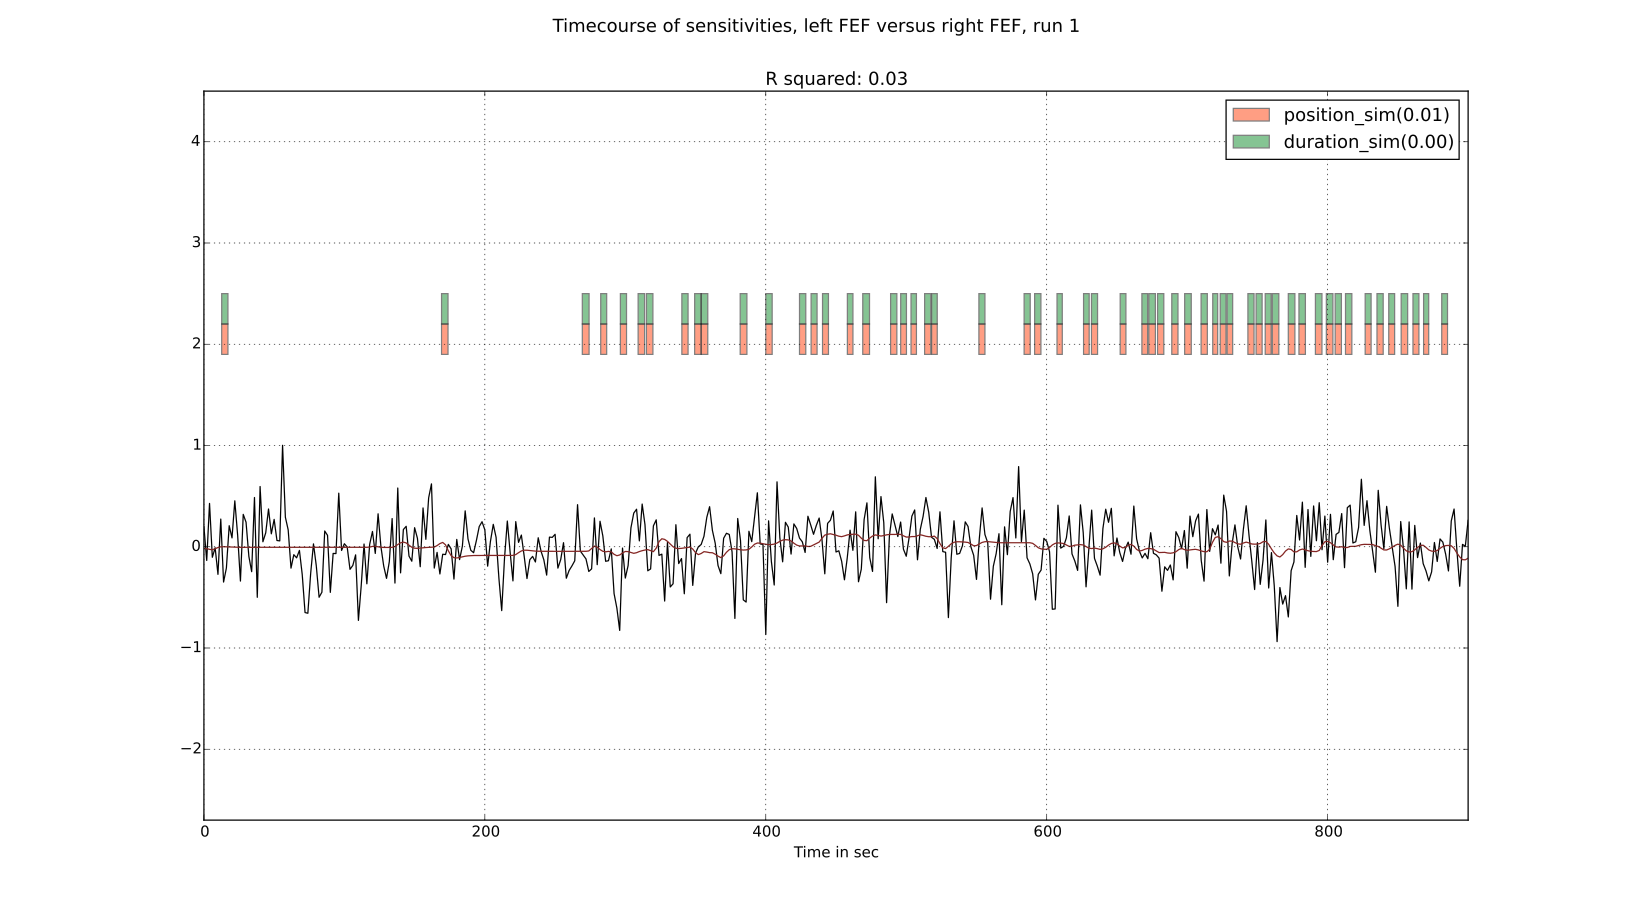 Timecourse of sensitivities, left FEF versus right FEF, run 1
R squared: 0.03
position_sim(0.01)
duration_sim(0.00)
4
3
2
1
0
−1
−2
0 200 400 600 800
Time in sec